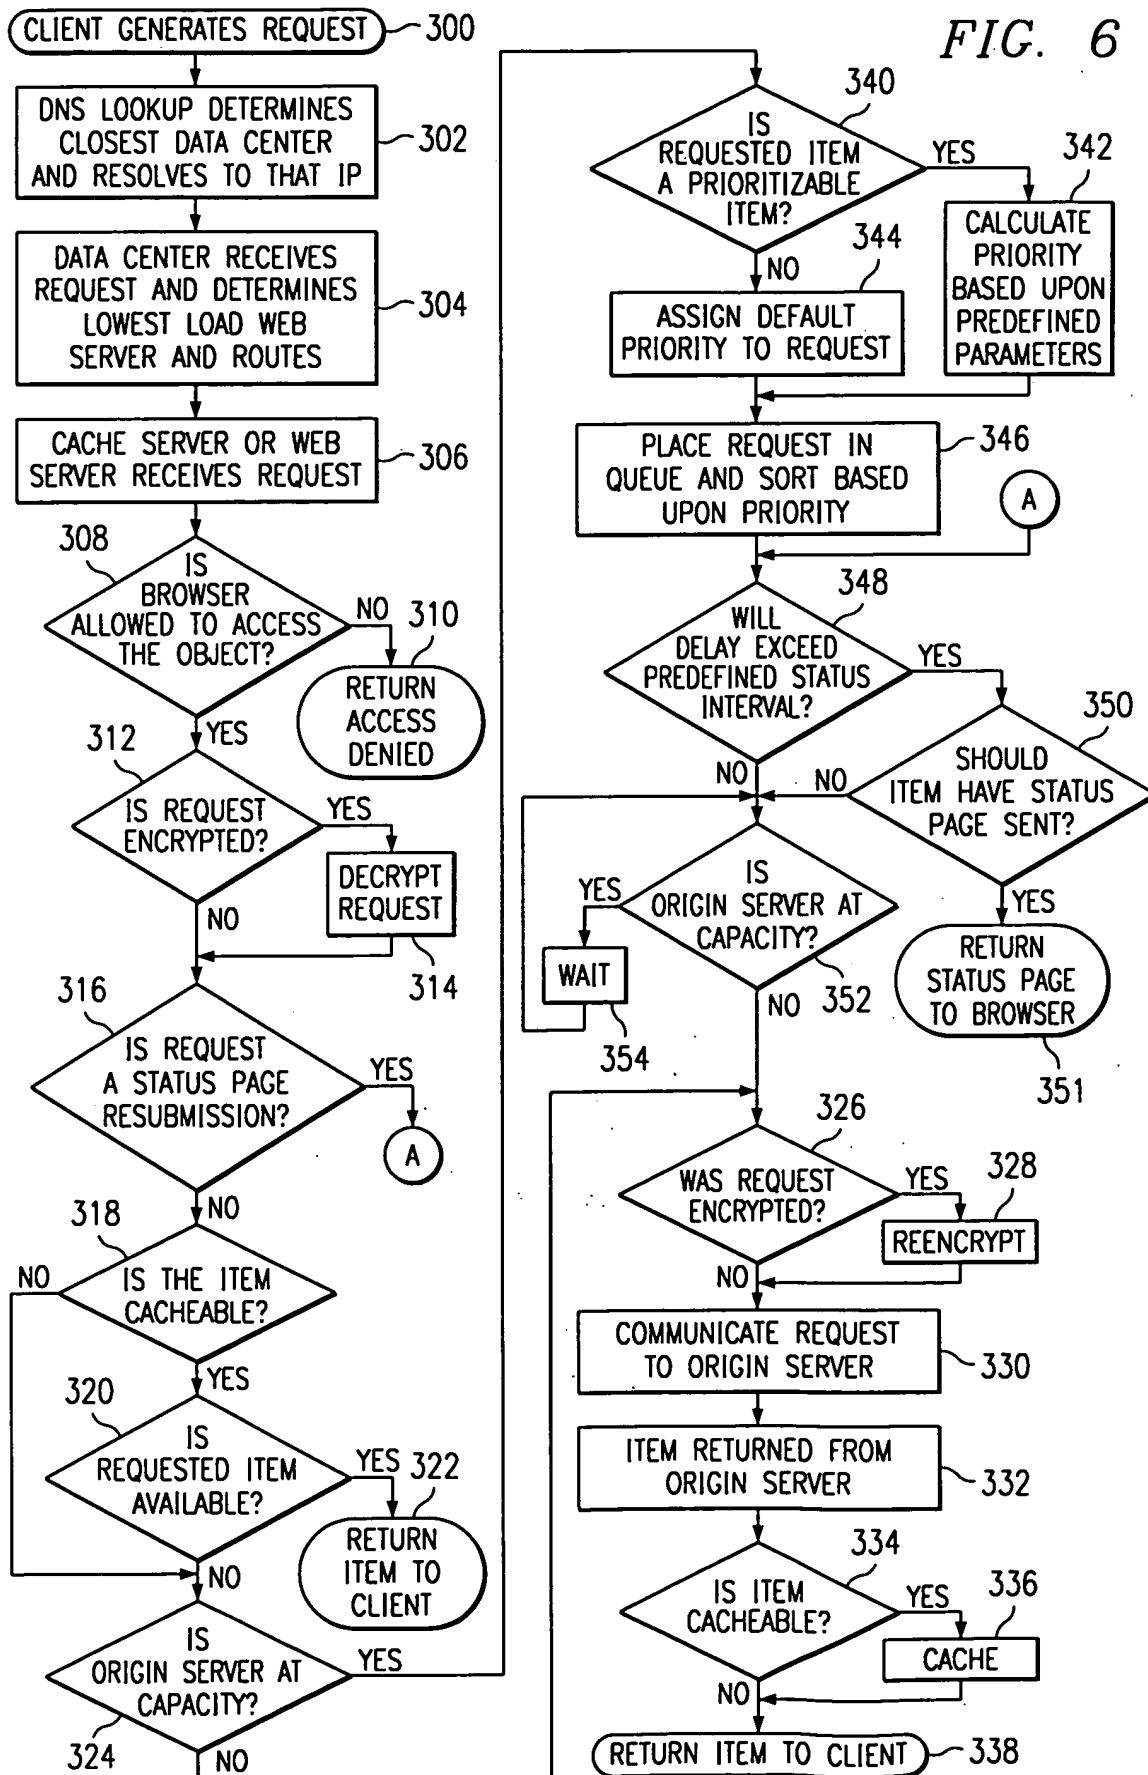 FIG. 6
CLIENT GENERATES REQUEST
300
DNS LOOKUP DETERMINES
CLOSEST DATA CENTER
AND RESOLVES TO THAT IP
302
DATA CENTER RECEIVES
REQUEST AND DETERMINES
LOWEST LOAD WEB
SERVER AND ROUTES
304
CACHE SERVER OR WEB
SERVER RECEIVES REQUEST
306
308
IS
BROWSER
ALLOWED TO ACCESS
THE OBJECT?
NO
310
RETURN
ACCESS
DENIED
YES
312
IS REQUEST
ENCRYPTED?
YES
DECRYPT
REQUEST
314
NO
316
IS REQUEST
A STATUS PAGE
RESUBMISSION?
YES
A
NO
318
NO
IS THE ITEM
CACHEABLE?
YES
320
IS
REQUESTED ITEM
AVAILABLE?
YES
322
RETURN
ITEM TO
CLIENT
NO
IS
ORIGIN SERVER AT
CAPACITY?
YES
324
NO
340
IS
REQUESTED ITEM
A PRIORITIZABLE
ITEM?
YES
342
CALCULATE
PRIORITY
BASED UPON
PREDEFINED
PARAMETERS
NO
344
ASSIGN DEFAULT
PRIORITY TO REQUEST
PLACE REQUEST IN
QUEUE AND SORT BASED
UPON PRIORITY
346
A
348
WILL
DELAY EXCEED
PREDEFINED STATUS
INTERVAL?
YES
350
SHOULD
ITEM HAVE STATUS
PAGE SENT?
NO
NO
YES
RETURN
STATUS PAGE
TO BROWSER
351
IS
ORIGIN SERVER AT
CAPACITY?
352
YES
WAIT
354
NO
326
WAS REQUEST
ENCRYPTED?
YES
328
REENCRYPT
NO
COMMUNICATE REQUEST
TO ORIGIN SERVER
330
ITEM RETURNED FROM
ORIGIN SERVER
332
334
IS ITEM
CACHEABLE?
YES
336
CACHE
NO
RETURN ITEM TO CLIENT
338